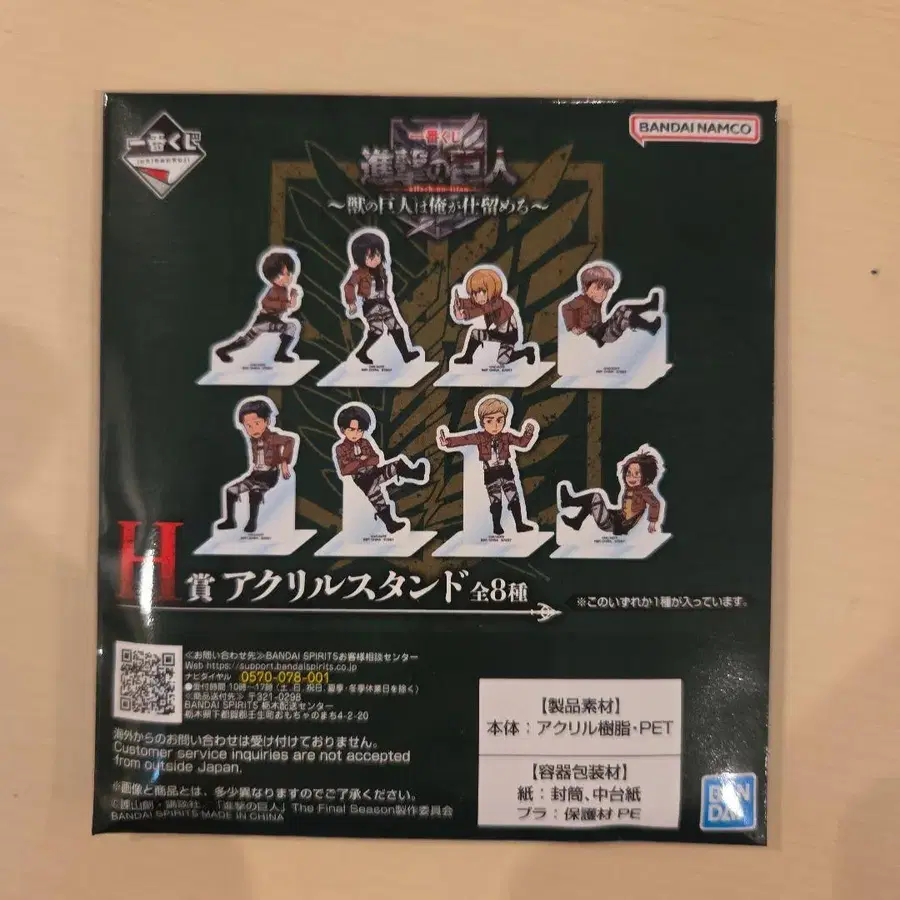 一番くじ
ichibankuji
BANDAI NAMCO
一番くじ
進撃の巨人
attack on titan
～獣の巨人は俺が仕留める～
H賞 アクリルスタンド 全8種
※このいずれか1種が入っています。
≪お問い合わせ先≫BANDAI SPIRITSお客様相談センター
Web https://support.bandaispirits.co.jp
ナビダイヤル 0570-078-001
●受付時間 10時～17時(土、日、祝日、夏季・冬季休業日を除く)
≪商品送付先≫ 〒321-0298
BANDAI SPIRITS 栃木配送センター
栃木県下都賀郡壬生町おもちゃのまち4-2-20
海外からのお問い合わせは受け付けておりません。
Customer service inquiries are not accepted
from outside Japan.
※画像と商品とは、多少異なりますのでご了承ください。
©諫山創・講談社／「進撃の巨人」The Final Season製作委員会
BANDAI SPIRITS MADE IN CHINA
【製品素材】
本体：アクリル樹脂・PET
【容器包装材】
紙：封筒、中台紙
プラ：保護材 PE
BANDAI